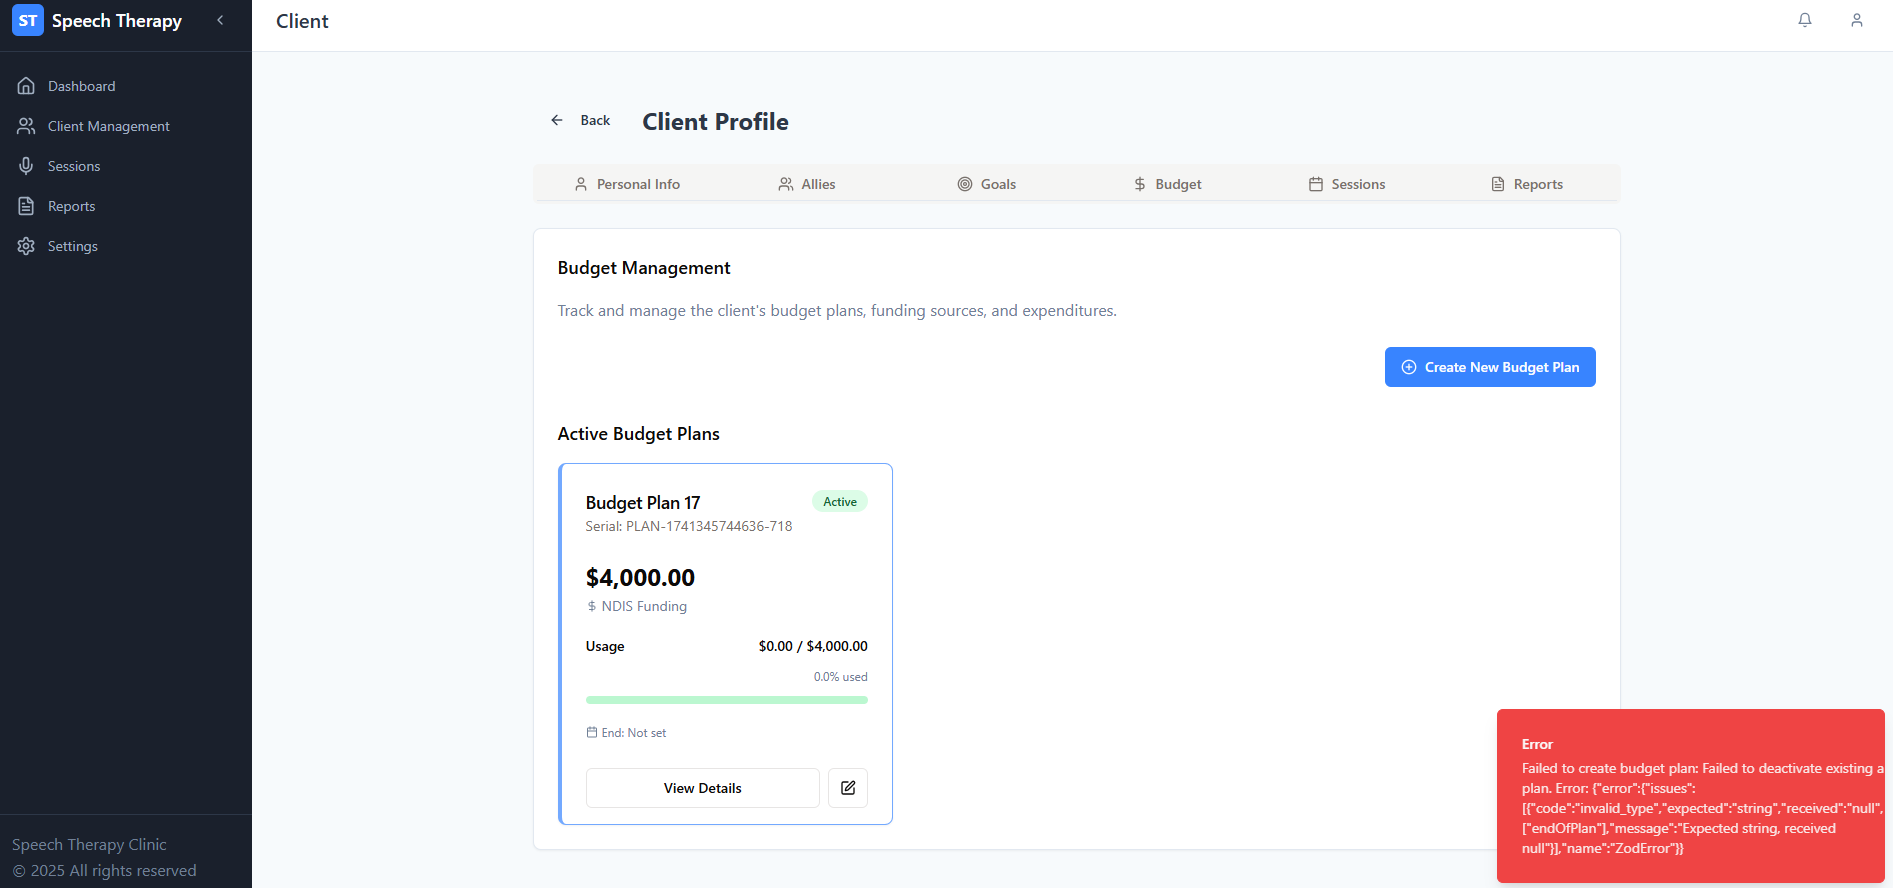 ST Speech Therapy
Client
Dashboard
Client Management
Sessions
Reports
Settings
Back
Client Profile
Personal Info
Allies
Goals
Budget
Sessions
Reports
Budget Management
Track and manage the client's budget plans, funding sources, and expenditures.
Create New Budget Plan
Active Budget Plans
Budget Plan 17
Active
Serial: PLAN-1741345744636-718
$4,000.00
$ NDIS Funding
Usage
$0.00 / $4,000.00
0.0% used
End: Not set
View Details
Error
Failed to create budget plan: Failed to deactivate existing a
plan. Error: {"error":{"issues":
[{"code":"invalid_type","expected":"string","received":"null",
["endOfPlan"],"message":"Expected string, received
null"}],"name":"ZodError"}}
Speech Therapy Clinic
© 2025 All rights reserved